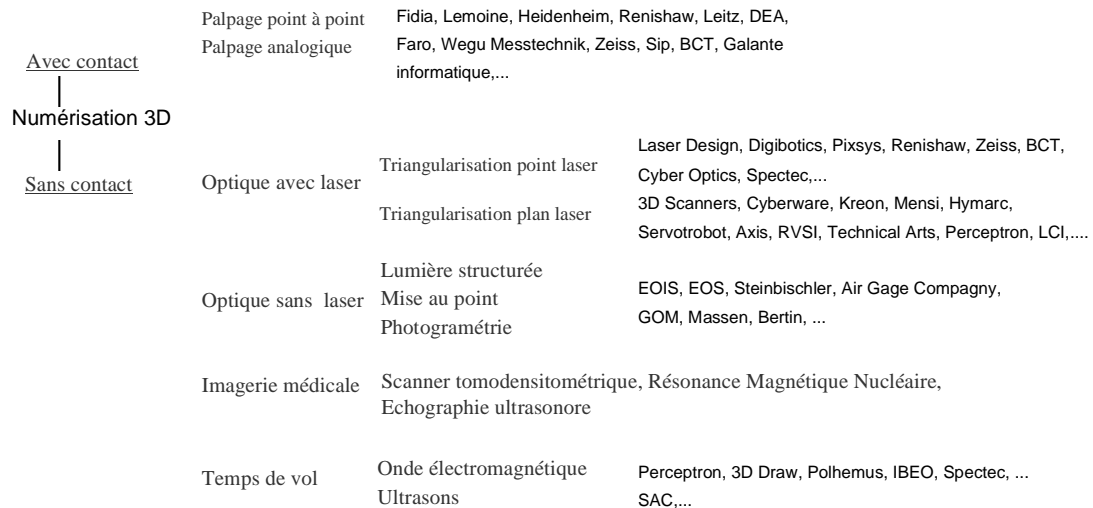 Palpage point à point
Palpage analogique
Fidia, Lemoine, Heidenheim, Renishaw, Leitz, DEA,
Faro, Wegu Messtechnik, Zeiss, Sip, BCT, Galante
informatique,...
Avec contact
Numérisation 3D
Sans contact
Optique avec laser
Triangularisation point laser
Laser Design, Digibotics, Pixsys, Renishaw, Zeiss, BCT,
Cyber Optics, Spectec,...
Triangularisation plan laser
3D Scanners, Cyberware, Kreon, Mensi, Hymarc,
Servotrobot, Axis, RVSI, Technical Arts, Perceptron, LCI,....
Optique sans laser
Lumière structurée
Mise au point
Photogramétrie
EOIS, EOS, Steinbischler, Air Gage Compagny,
GOM, Massen, Bertin, ...
Imagerie médicale
Scanner tomodensitométrique, Résonance Magnétique Nucléaire,
Echographie ultrasonore
Temps de vol
Onde électromagnétique
Ultrasons
Perceptron, 3D Draw, Polhemus, IBEO, Spectec, ...
SAC,...